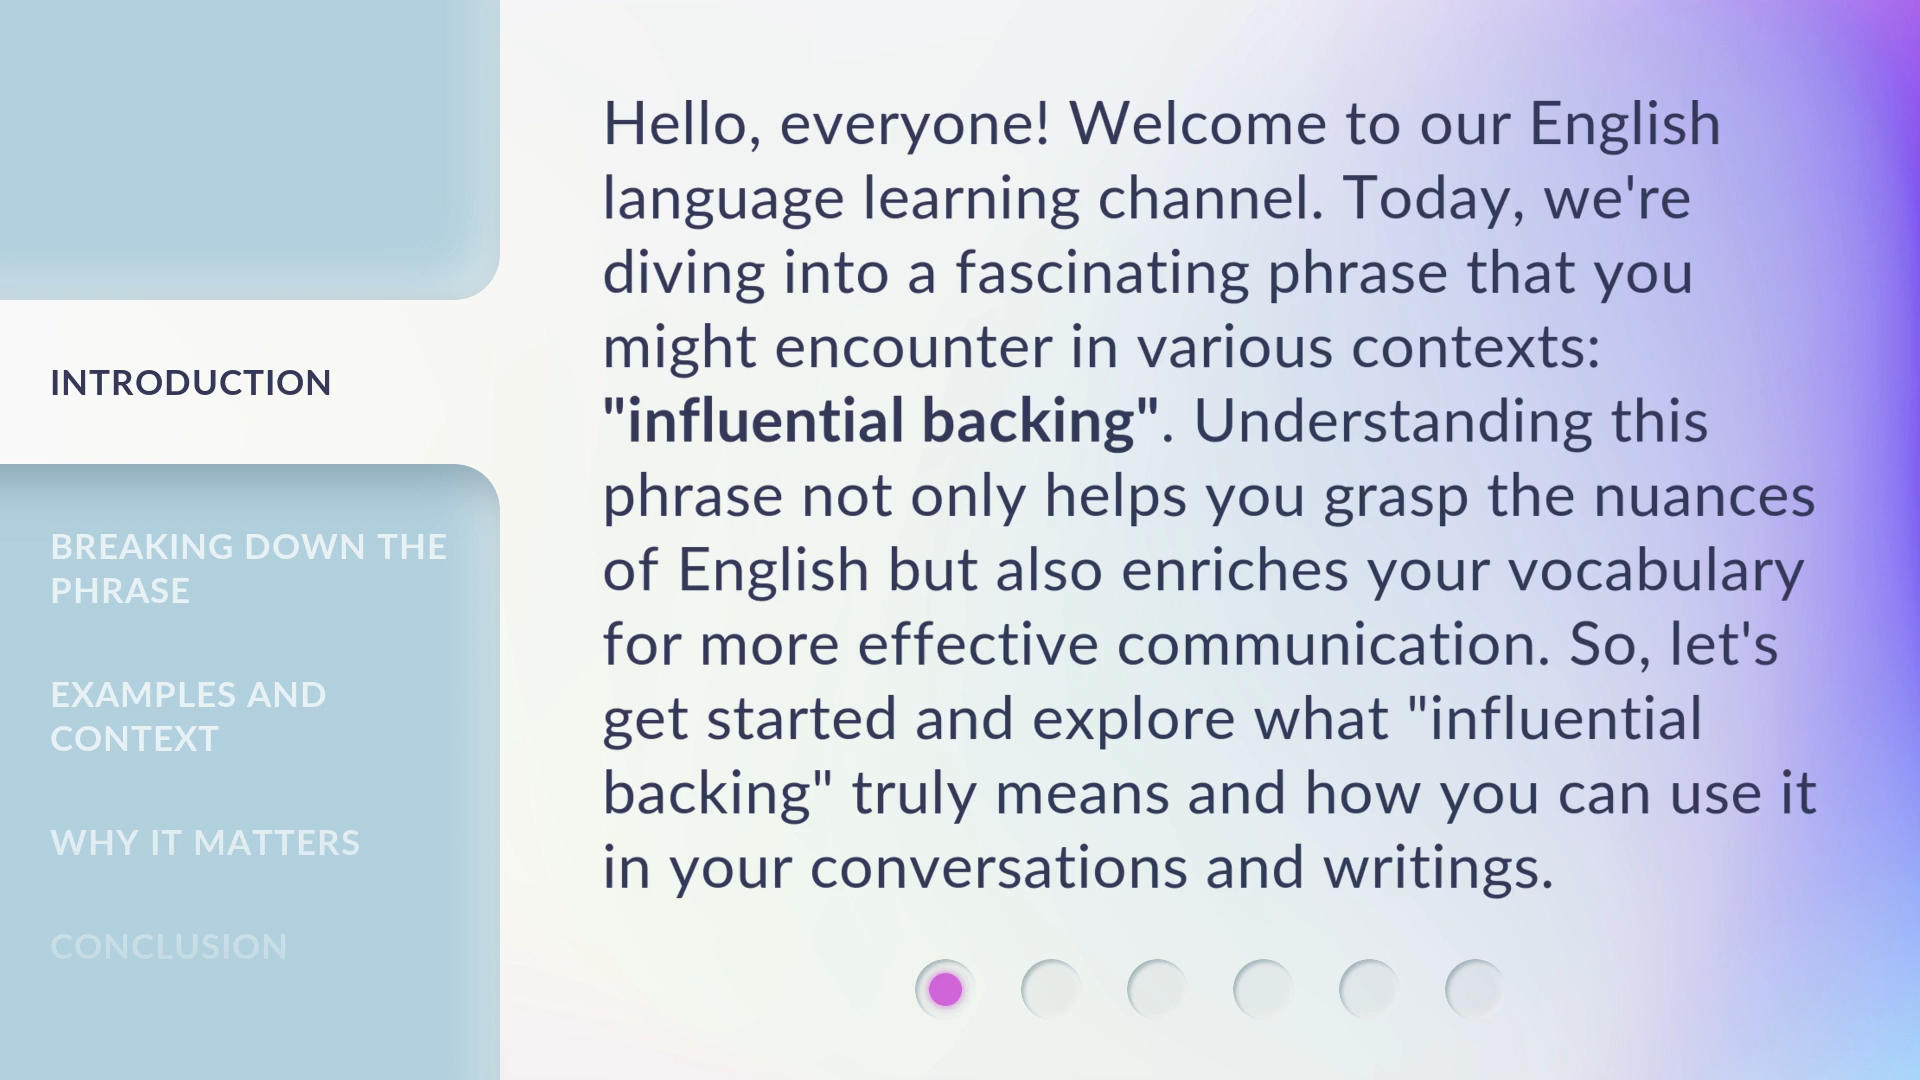 INTRODUCTION
BREAKING DOWN THE
PHRASE
EXAMPLES AND
CONTEXT
WHY IT MATTERS
CONCLUSION
Hello, everyone! Welcome to our English
language learning channel. Today, we're
diving into a fascinating phrase that you
might encounter in various contexts:
"influential backing". Understanding this
phrase not only helps you grasp the nuances
of English but also enriches your vocabulary
for more effective communication. So, let's
get started and explore what "influential
backing" truly means and how you can use it
in your conversations and writings.